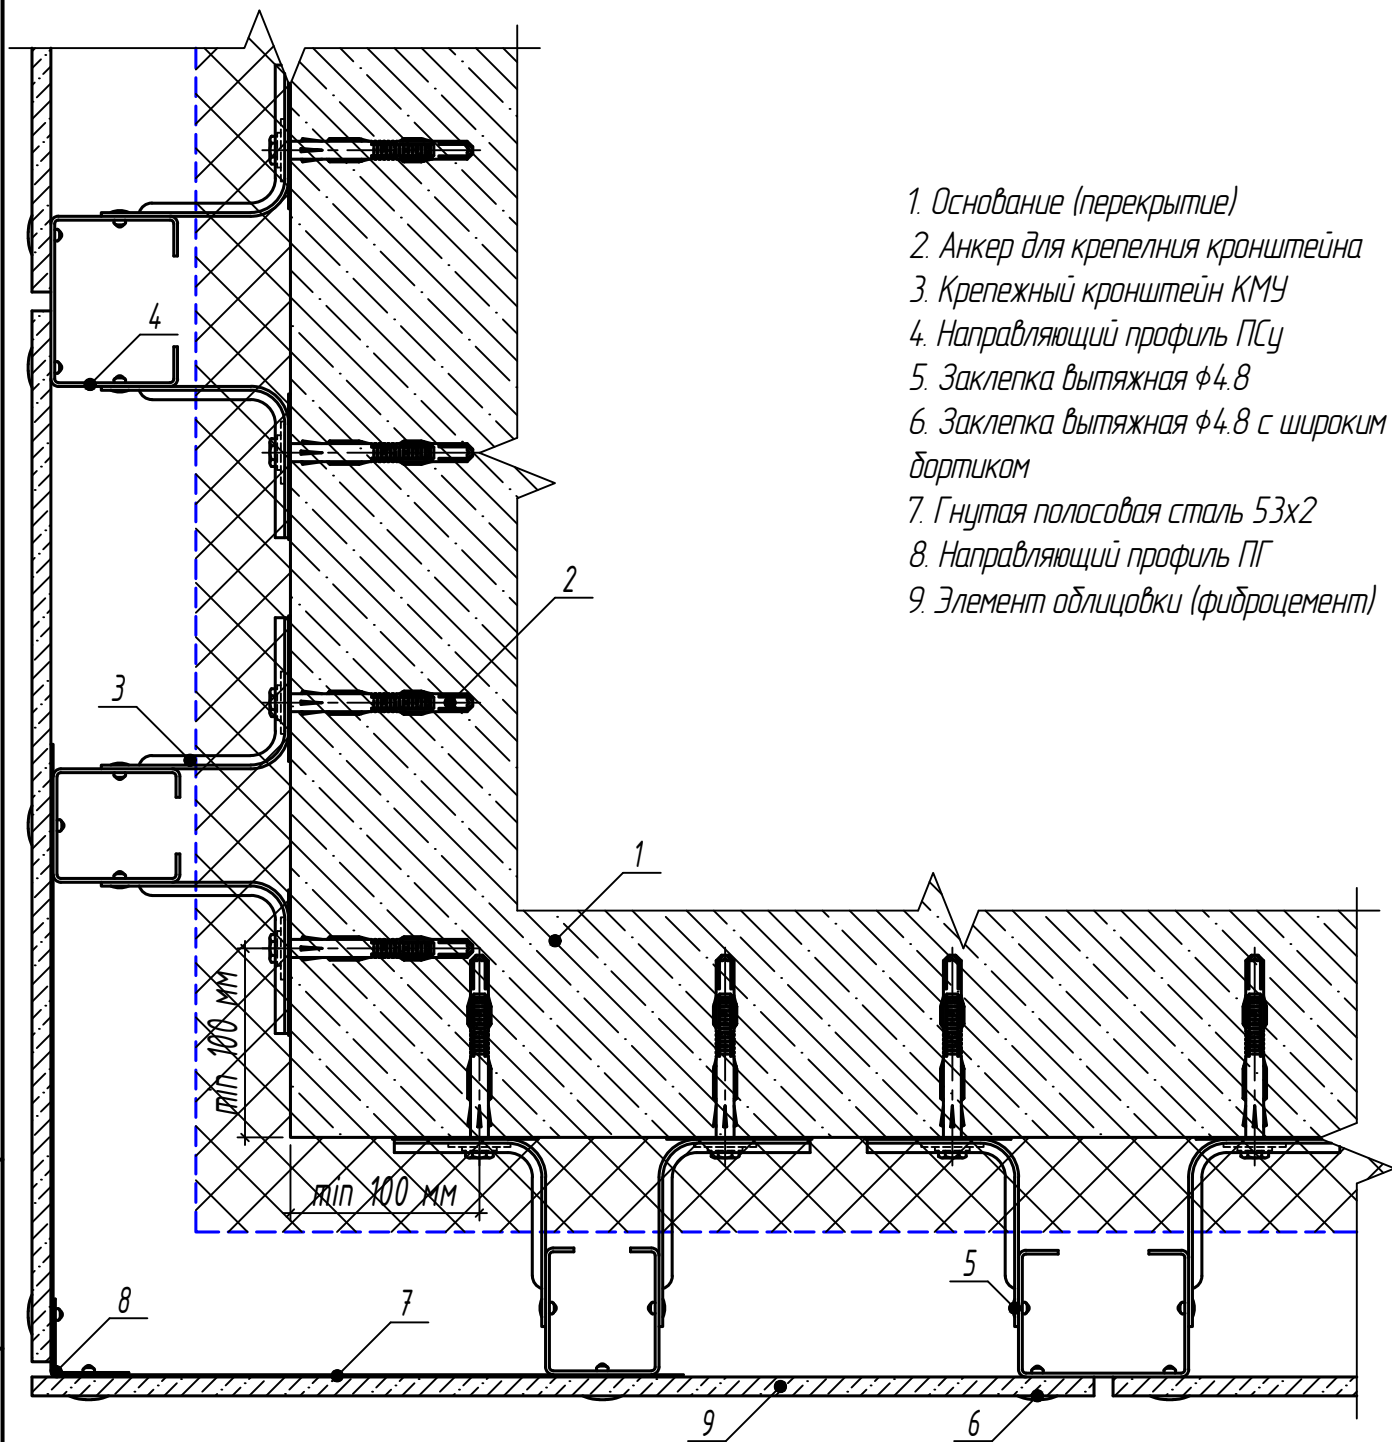 1. Основание (перекрытие)
2. Анкер для крепелния кронштейна
3. Крепежный кронштейн КМУ
4. Направляющий профиль ПСу
5. Заклепка вытяжная ϕ4.8
6. Заклепка вытяжная ϕ4.8 с широким
бортиком
7. Гнутая полосовая сталь 53х2
8. Направляющий профиль ПГ
9. Элемент облицовки (фиброцемент)
4
2
3
1
min 100 мм
min 100 мм
5
8
7
9
6